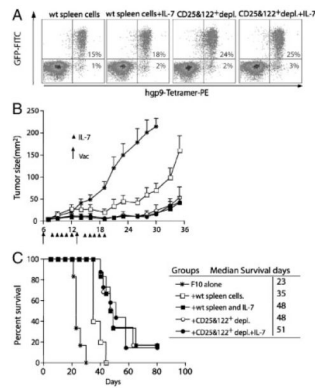 A
wt spleen cells
wt spleen cells+IL-7
CD25&122⁺depl.
CD25&122⁺depl.+IL-7
GFP-FITC
15%
1%
18%
2%
24%
2%
25%
3%
hgp9-Tetramer-PE
B
Tumor size(mm²)
250
200
150
100
50
0
IL-7
Vac
6 12 18 24 30 35
C
Percent survival
100
80
60
40
20
0
0 20 40 60 80 100
Days
Groups Median Survival days
F10 alone 23
+wt spleen cells. 35
+wt spleen and IL-7 48
+CD25&122⁺ depl. 48
+CD25&122⁺ depl.+IL-7 51